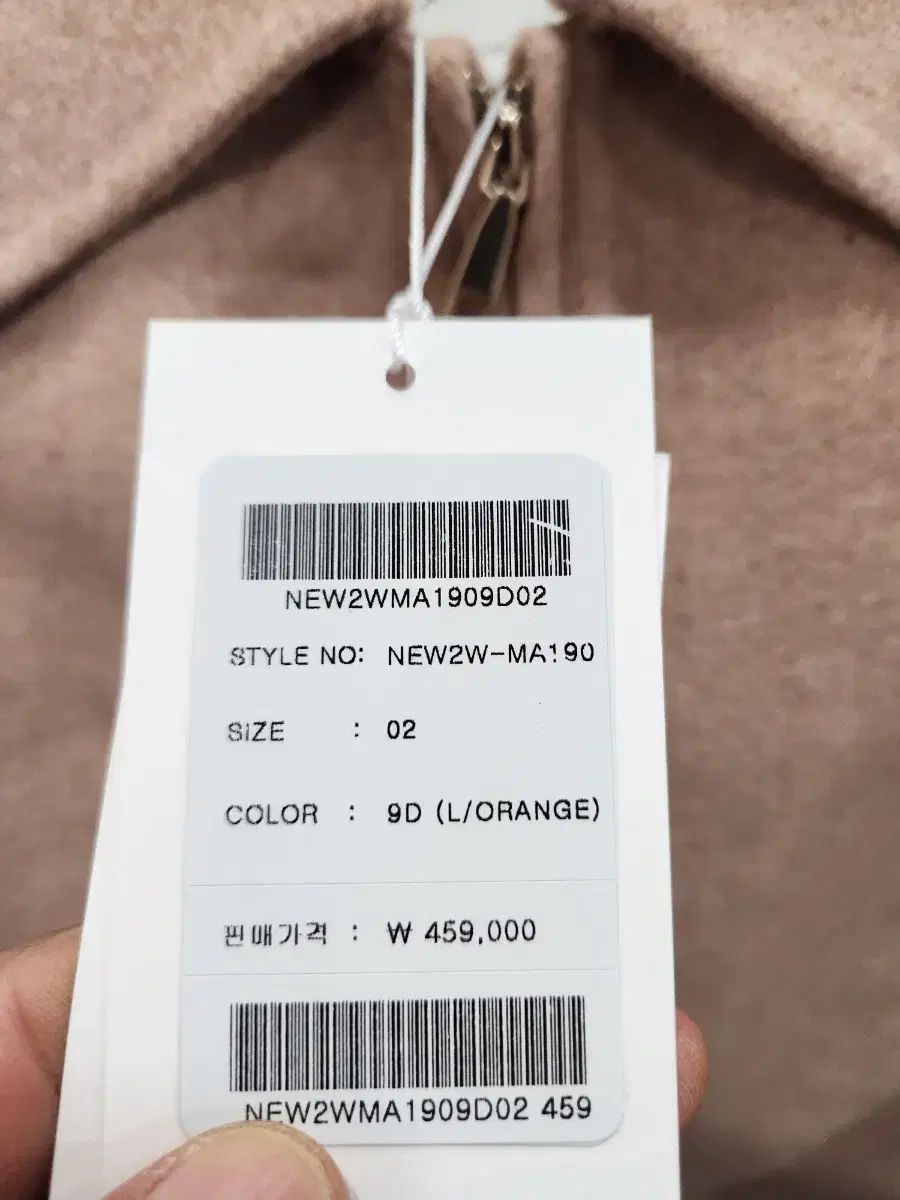 NEW2WMA1909D02
STYLE NO: NEW2W-MA190
SIZE : 02
COLOR : 9D (L/ORANGE)
판매가격 : ₩ 459,000
NEW2WMA1909D02 459